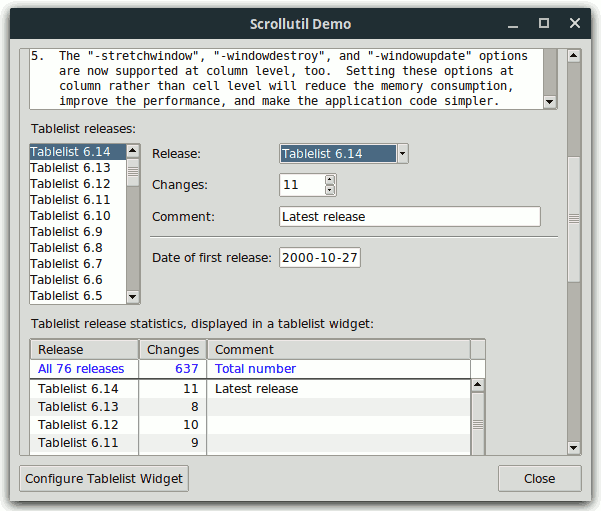 Scrollutil Demo
5.  The "-stretchwindow", "-windowdestroy", and "-windowupdate" options
are now supported at column level, too.  Setting these options at
column rather than cell level will reduce the memory consumption,
improve the performance, and make the application code simpler.
Tablelist releases:
Tablelist 6.14
Tablelist 6.13
Tablelist 6.12
Tablelist 6.11
Tablelist 6.10
Tablelist 6.9
Tablelist 6.8
Tablelist 6.7
Tablelist 6.6
Tablelist 6.5
Release: Tablelist 6.14
Changes: 11
Comment: Latest release
Date of first release: 2000-10-27
Tablelist release statistics, displayed in a tablelist widget:
Release Changes Comment
All 76 releases 637 Total number
Tablelist 6.14 11 Latest release
Tablelist 6.13 8
Tablelist 6.12 10
Tablelist 6.11 9
Configure Tablelist Widget Close